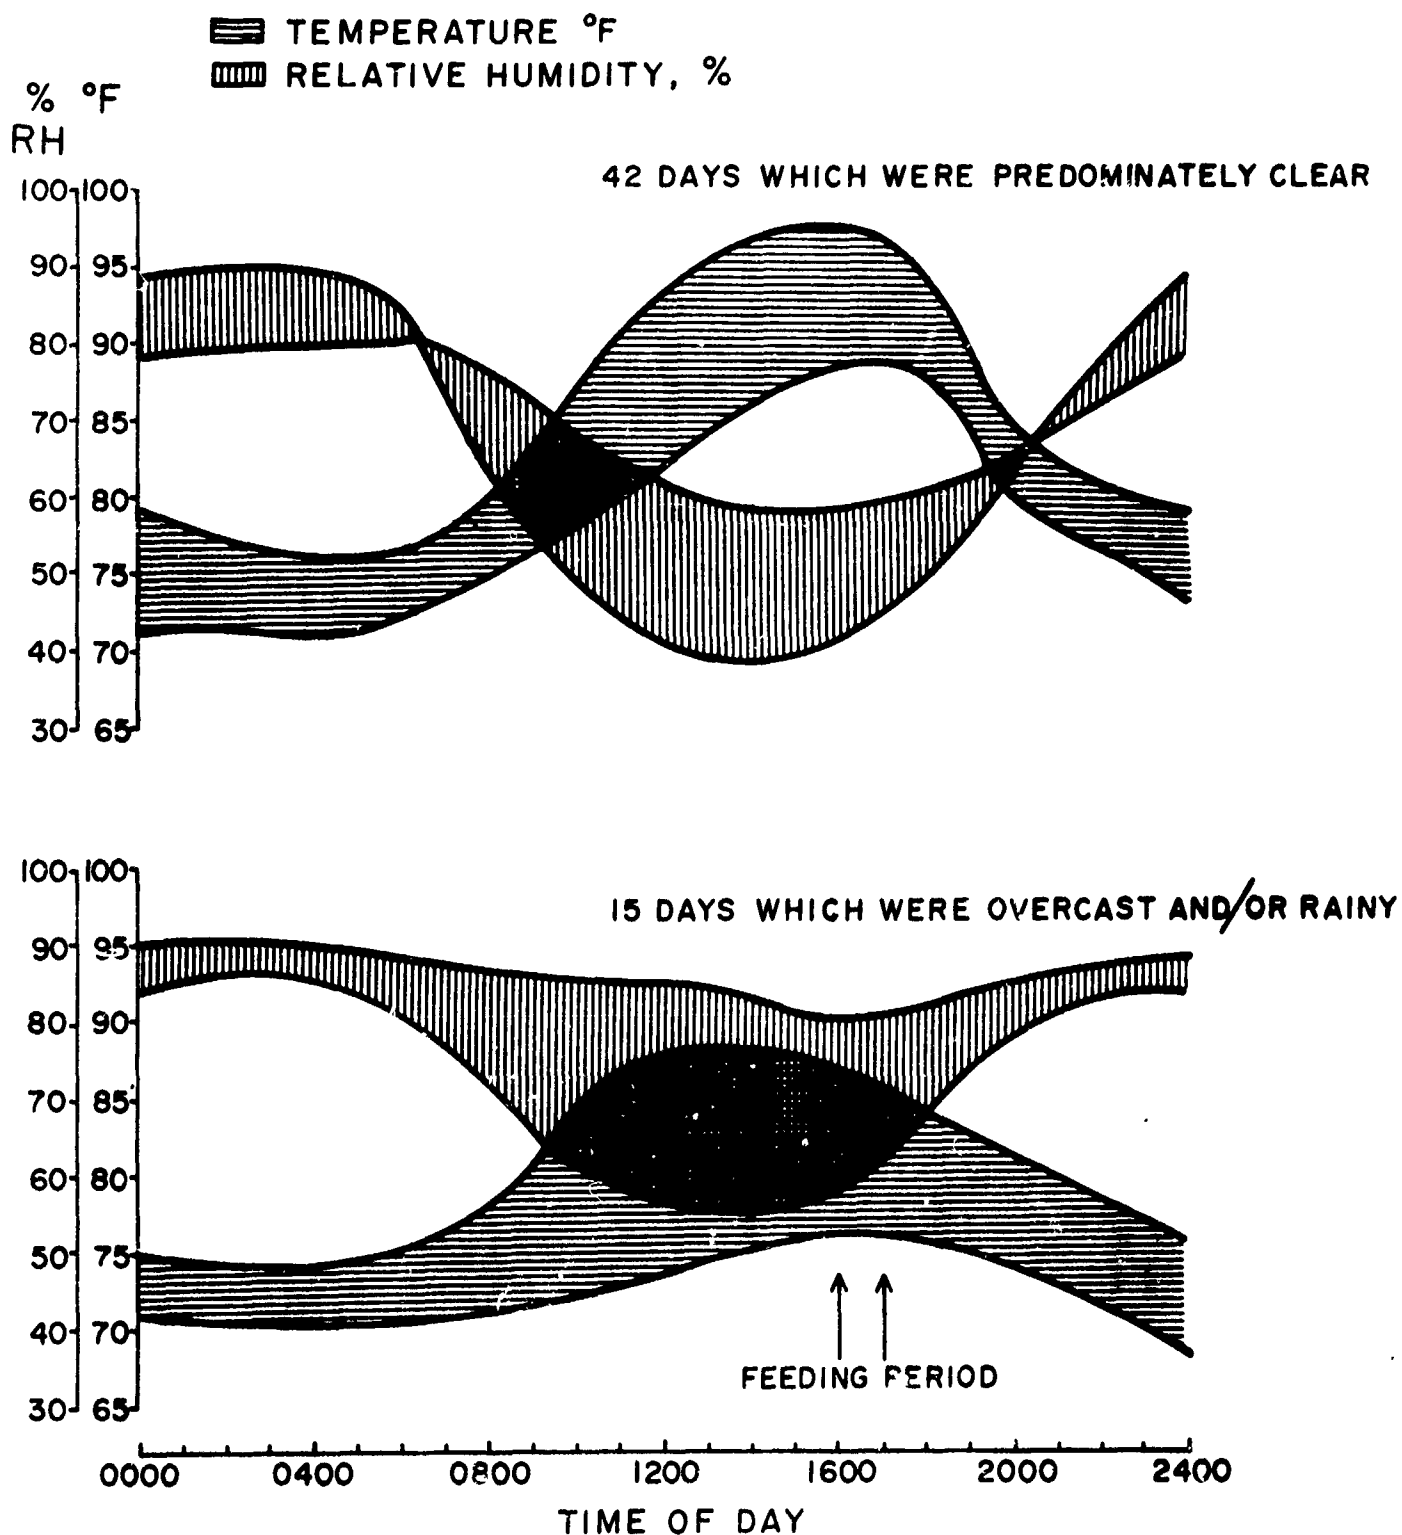 TEMPERATURE °F
RELATIVE HUMIDITY, %
% °F
RH
42 DAYS WHICH WERE PREDOMINATELY CLEAR
100 100
90 95
80 90
70 85
60 80
50 75
40 70
30 65
15 DAYS WHICH WERE OVERCAST AND/OR RAINY
100 100
90 95
80 90
70 85
60 80
50 75
40 70
30 65
FEEDING PERIOD
0000 0400 0800 1200 1600 2000 2400
TIME OF DAY